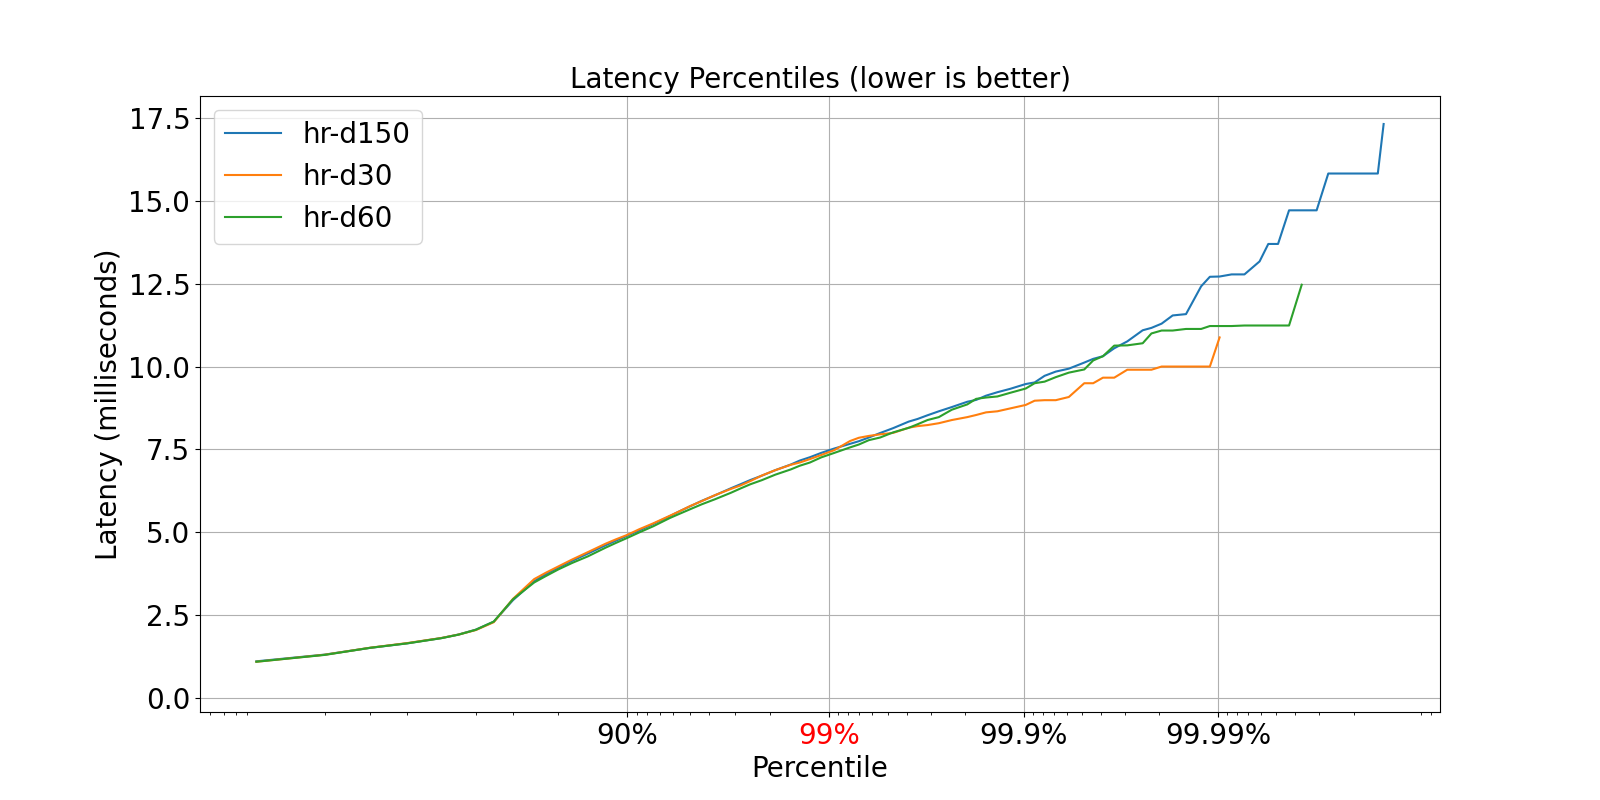 Latency Percentiles (lower is better)
17.5
15.0
12.5
10.0
7.5
5.0
2.5
0.0
Latency (milliseconds)
hr-d150
hr-d30
hr-d60
90% 99% 99.9% 99.99%
Percentile